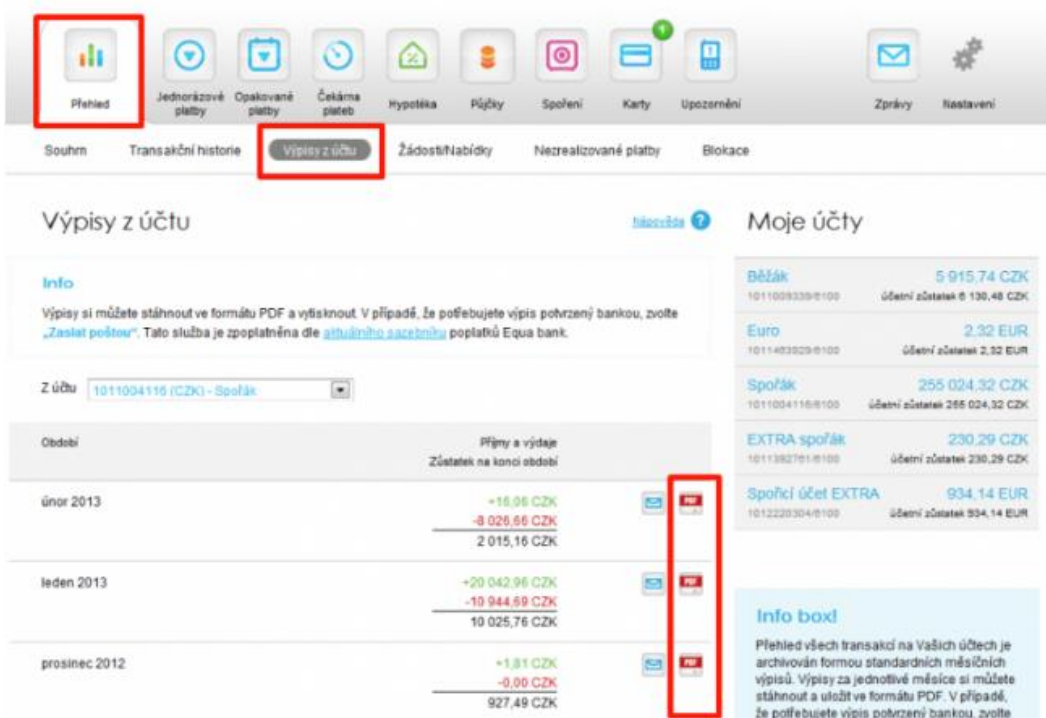 1
Přehled
Jednorázové platby
Opakované platby
Čekárna plateb
Hypotéka
Půjčky
Spoření
Karty
Upozornění
Zprávy
Nastavení
Souhrn
Transakční historie
Výpisy z účtu
Žádosti/Nabídky
Nezrealizované platby
Blokace
Výpisy z účtu
Nápověda ?
Info
Výpisy si můžete stáhnout ve formátu PDF a vytisknout. V případě, že potřebujete výpis potvrzený bankou, zvolte
„Zaslat poštou“. Tato služba je zpoplatněna dle aktuálního sazebníku poplatků Equa bank.
Z účtu 1011004116 (CZK) - Spořák
Období Příjmy a výdaje
Zůstatek na konci období
únor 2013 +16,06 CZK
PDF
-8 026,66 CZK
2 015,16 CZK
leden 2013 +20 042,96 CZK
PDF
-10 944,69 CZK
10 025,76 CZK
prosinec 2012 +1,81 CZK
PDF
-0,00 CZK
927,49 CZK
Moje účty
Běžák 5 915,74 CZK
účetní zůstatek 6 130,48 CZK
Euro 2,32 EUR
účetní zůstatek 2,32 EUR
Spořák 255 024,32 CZK
1011004116/6100 účetní zůstatek 255 024,32 CZK
EXTRA spořák 230,29 CZK
účetní zůstatek 230,29 CZK
Spořicí účet EXTRA 934,14 EUR
účetní zůstatek 934,14 EUR
Info box!
Přehled všech transakcí na Vašich účtech je
archivován formou standardních měsíčních
výpisů. Výpisy za jednotlivé měsíce si můžete
stáhnout a uložit ve formátu PDF. V případě,
že potřebujete výpis potvrzený bankou, zvolte